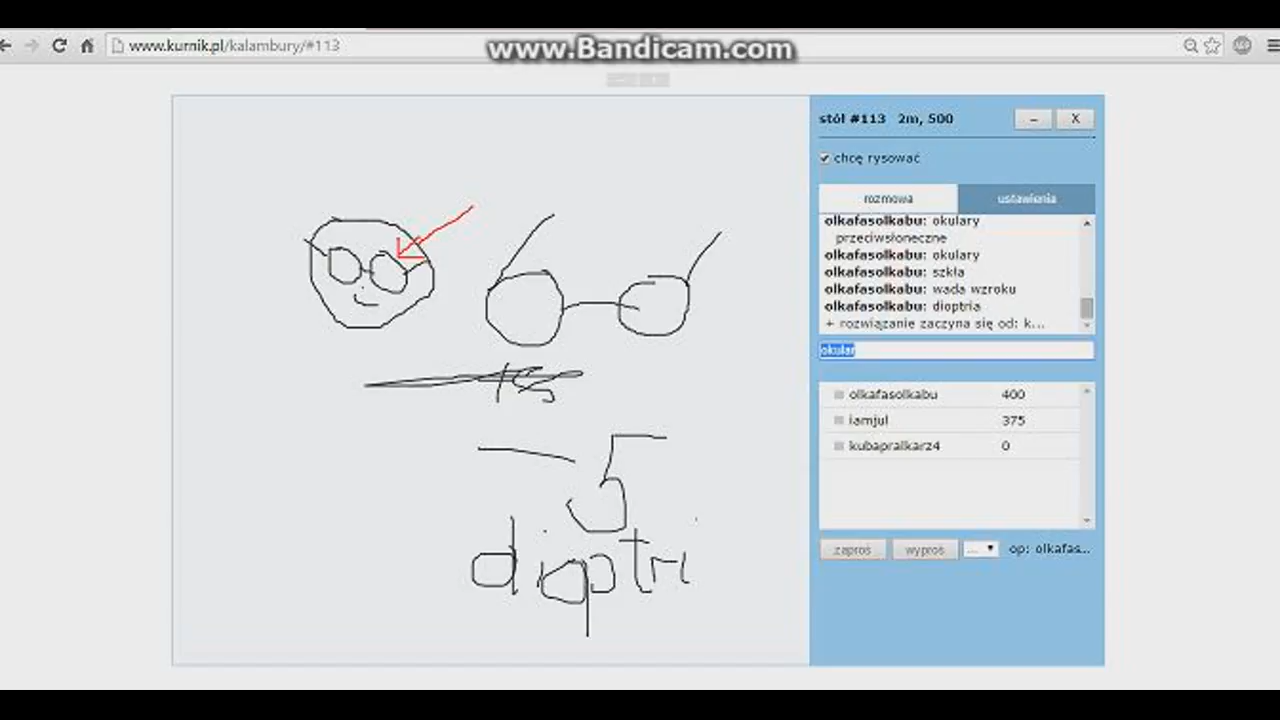 www.kurnik.pl/kalambury/#113
www.Bandicam.com
stół #113 2m, 500
– X
chcę rysować
rozmowa ustawienia
olkafasolkabu: okulary
przeciwsłoneczne
olkafasolkabu: okulary
olkafasolkabu: szkła
olkafasolkabu: wada wzroku
olkafasolkabu: dioptria
+ rozwiązanie zaczyna się od: k...
okular
olkafasolkabu 400
iamjul 375
kubapralkarz4 0
zaproś wyproś ... op: olkafas...
-5
dioptri